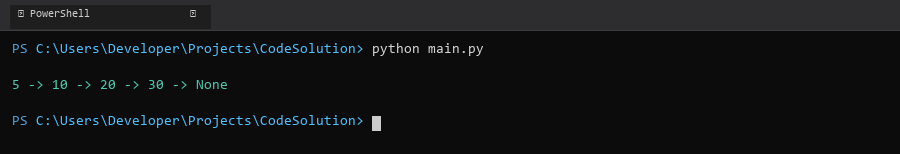 PowerShell
PS C:\Users\Developer\Projects\CodeSolution> python main.py
5 -> 10 -> 20 -> 30 -> None
PS C:\Users\Developer\Projects\CodeSolution>